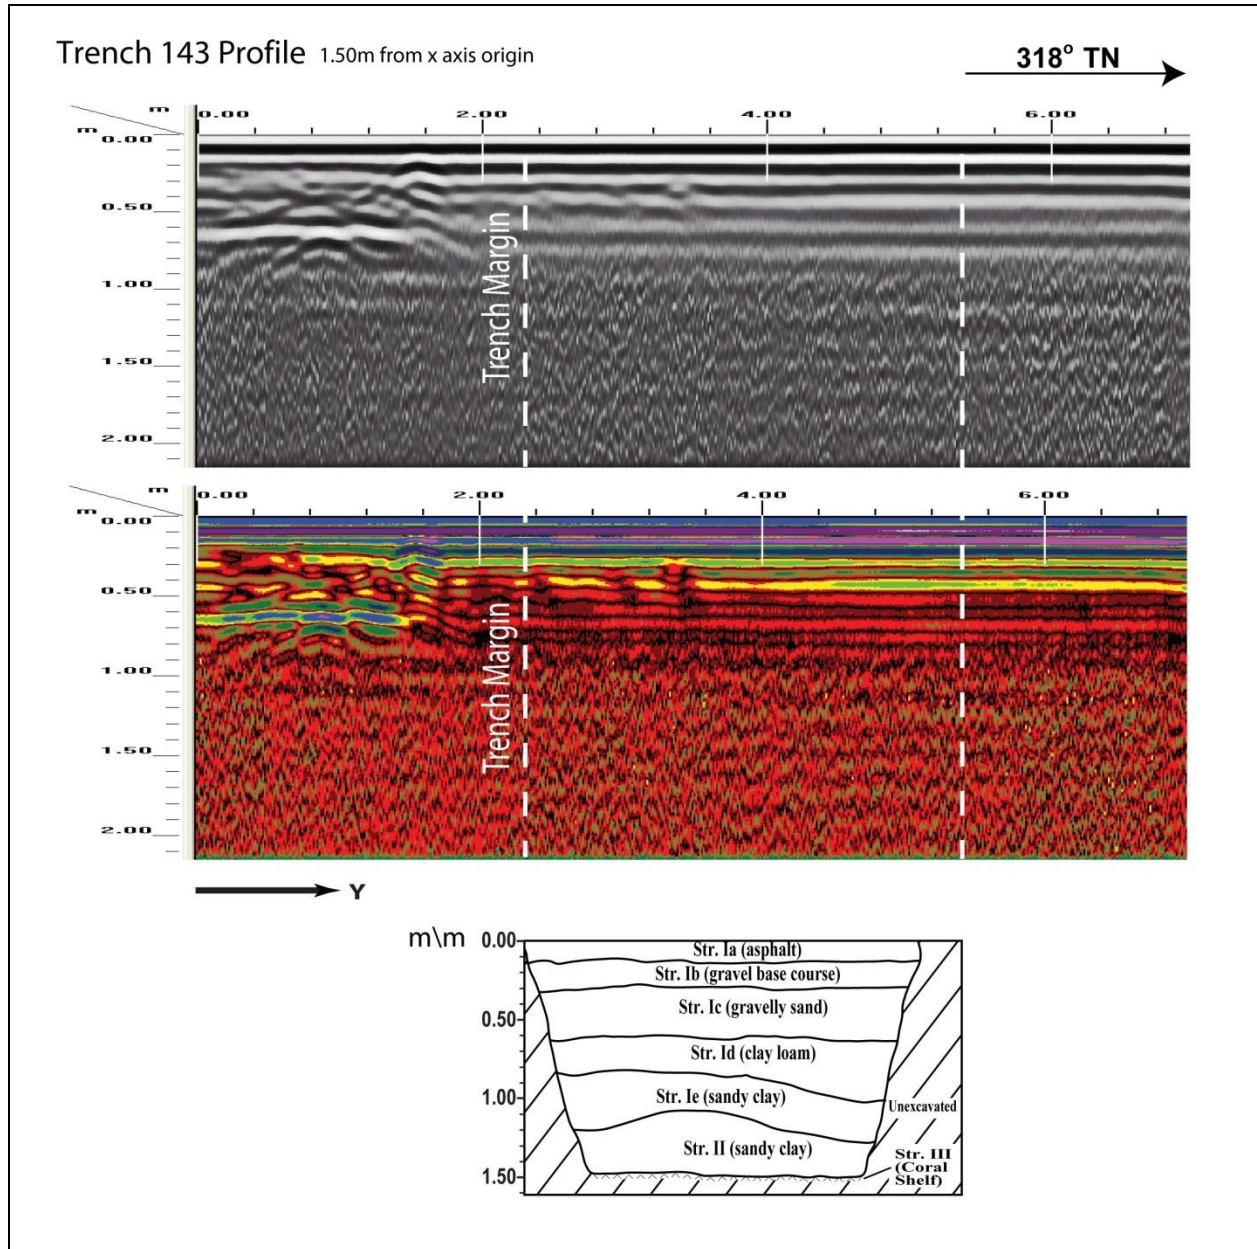 Trench 143 Profile 1.50m from x axis origin
318° TN
m 0.00 2.00 4.00 6.00
m
0.00
0.50
1.00
1.50
2.00
Trench Margin
m 0.00 2.00 4.00 6.00
m
0.00
0.50
1.00
1.50
2.00
Trench Margin
Y
m\m
0.00
0.50
1.00
1.50
Str. Ia (asphalt)
Str. Ib (gravel base course)
Str. Ic (gravelly sand)
Str. Id (clay loam)
Str. Ie (sandy clay)
Unexcavated
Str. II (sandy clay)
Str. III
(Coral
Shelf)